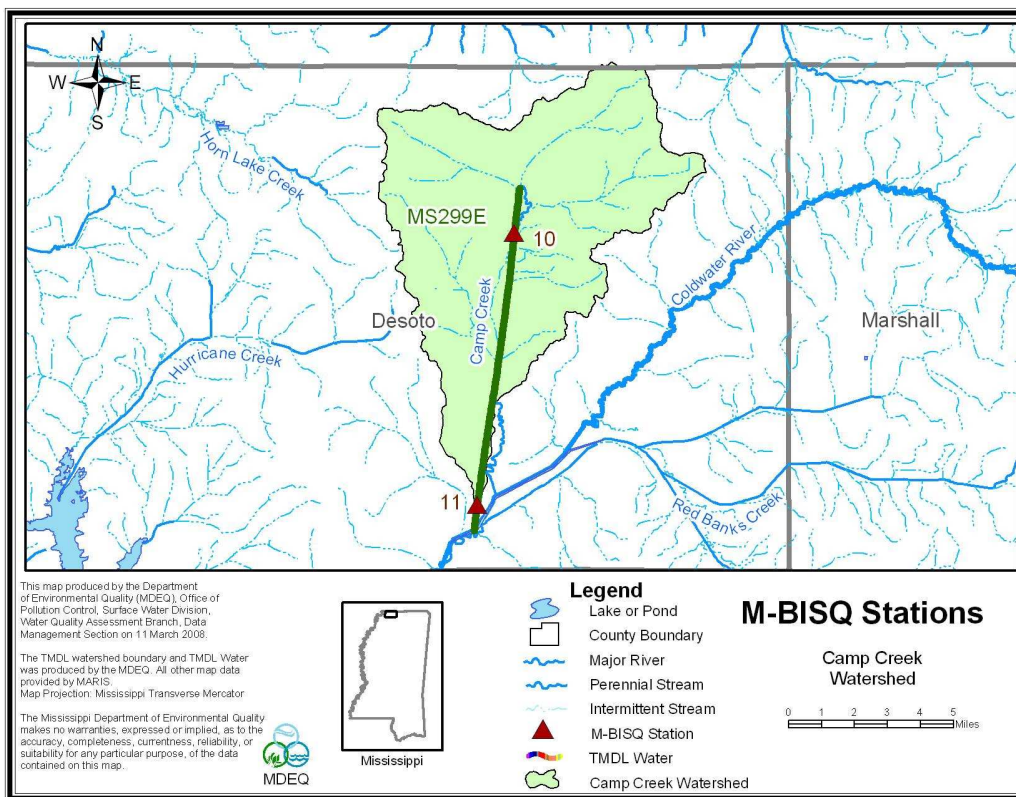 N
W E
S
Horn Lake Creek
MS299E
10
Camp Creek
Coldwater River
Desoto
Marshall
Hurricane Creek
11
Red Banks Creek
This map produced by the Department
of Environmental Quality (MDEQ), Office of
Pollution Control, Surface Water Division,
Water Quality Assessment Branch, Data
Management Section on 11 March 2008.
The TMDL watershed boundary and TMDL Water
was produced by the MDEQ. All other map data
provided by MARIS.
Map Projection: Mississippi Transverse Mercator
The Mississippi Department of Environmental Quality
makes no warranties, expressed or implied, as to the
accuracy, completeness, currentness, reliability, or
suitability for any particular purpose, of the data
contained on this map.
MDEQ
Mississippi
Legend
Lake or Pond
County Boundary
Major River
Perennial Stream
Intermittent Stream
M-BISQ Station
TMDL Water
Camp Creek Watershed
M-BISQ Stations
Camp Creek
Watershed
0 1 2 3 4 5
Miles